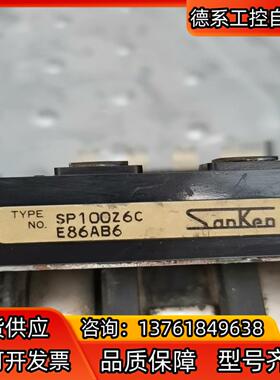 德系工控自
TYPE NO. SP100Z6C
E86AB6
SanKen
货供应
咨询：13761849638
可开发票
品质保障
型号齐